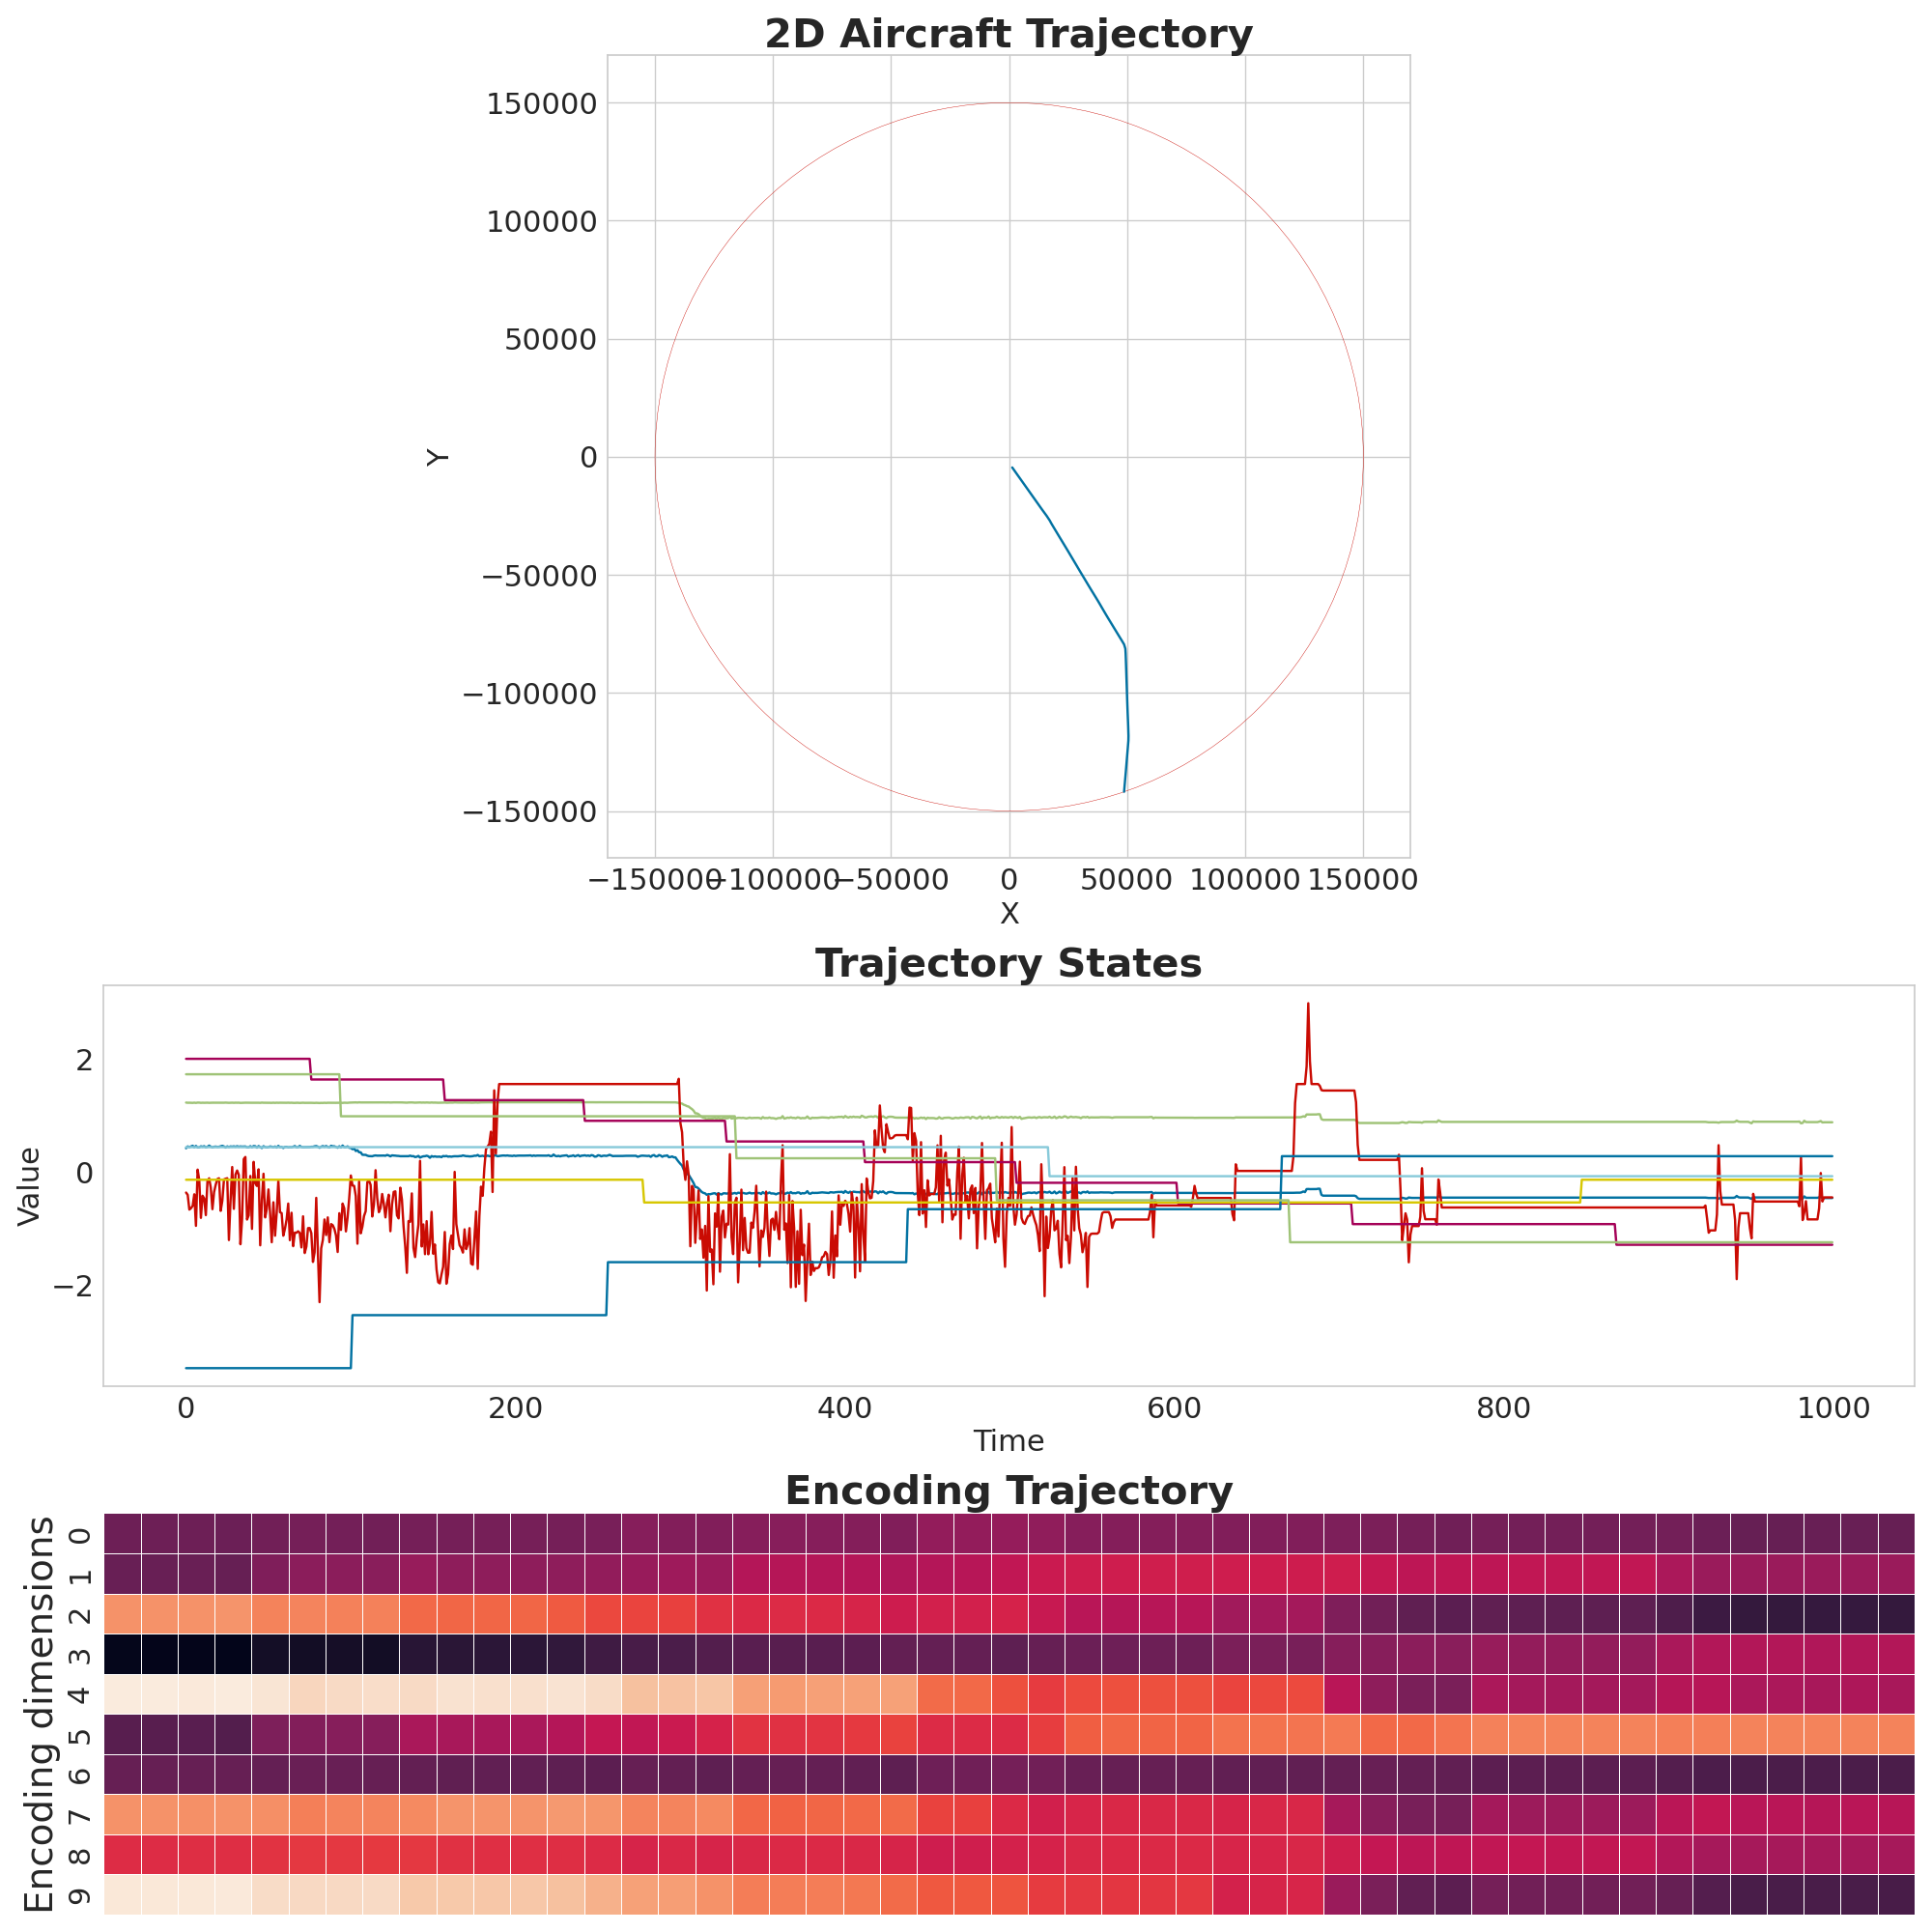 2D Aircraft Trajectory
150000
100000
50000
0
−50000
−100000
−150000
Y
−150000 −100000 −50000 0 50000 100000 150000
X
Trajectory States
2
0
−2
Value
0 200 400 600 800 1000
Time
Encoding Trajectory
Encoding dimensions
0
1
2
3
4
5
6
7
8
9